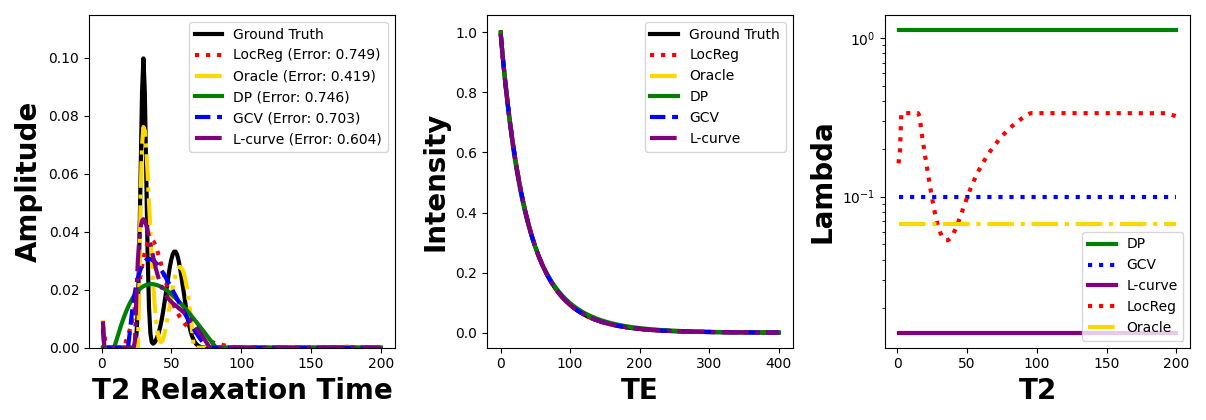 0.10
0.08
0.06
0.04
0.02
0.00
Amplitude
0
50
100
150
200
T2 Relaxation Time
Ground Truth
LocReg (Error: 0.749)
Oracle (Error: 0.419)
DP (Error: 0.746)
GCV (Error: 0.703)
L-curve (Error: 0.604)
1.0
0.8
0.6
0.4
0.2
0.0
Intensity
0
100
200
300
400
TE
Ground Truth
LocReg
Oracle
DP
GCV
L-curve
10⁰
10⁻¹
Lambda
0
50
100
150
200
T2
DP
GCV
L-curve
LocReg
Oracle